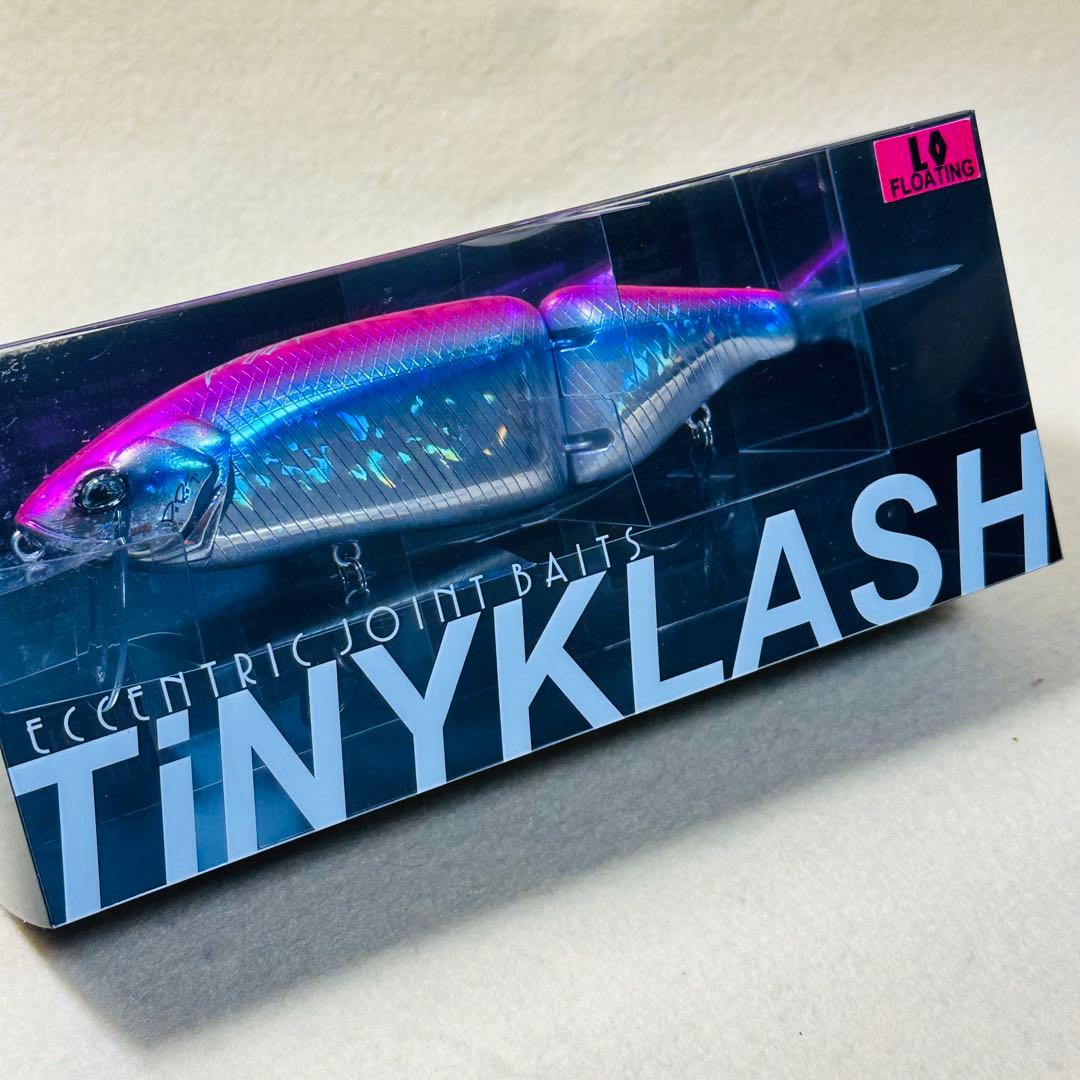 LO
FLOATING
ECCENTRIC JOINT BAITS
TiNYKLASH